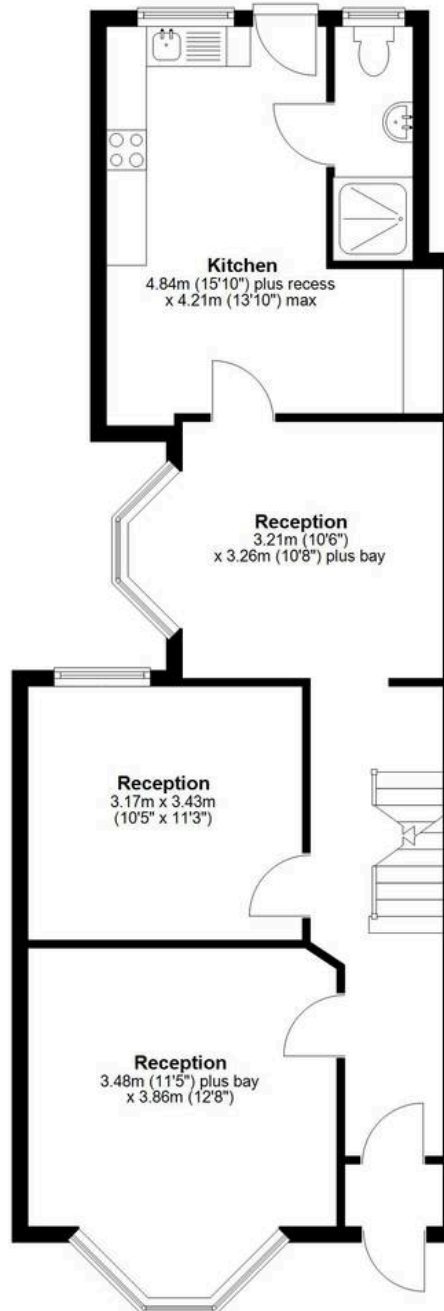 Kitchen
4.84m (15'10") plus recess
x 4.21m (13'10") max
Reception
3.21m (10'6")
x 3.26m (10'8") plus bay
Reception
3.17m x 3.43m
(10'5" x 11'3")
Reception
3.48m (11'5") plus bay
x 3.86m (12'8")